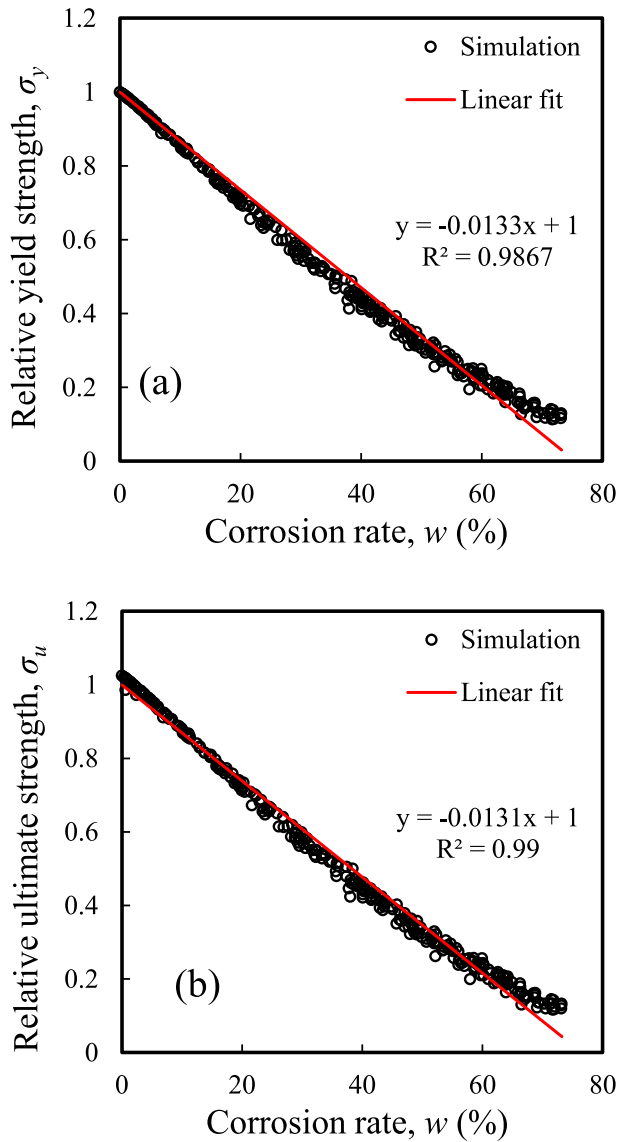 1.2
Simulation
1
Linear fit
0.8
y = -0.0133x + 1
0.6
R² = 0.9867
0.4
0.2
(a)
0
0 20 40 60 80
Relative yield strength, σy
Corrosion rate, w (%)
1.2
Simulation
1
Linear fit
0.8
y = -0.0131x + 1
0.6
R² = 0.99
0.4
0.2
(b)
0
0 20 40 60 80
Relative ultimate strength, σu
Corrosion rate, w (%)